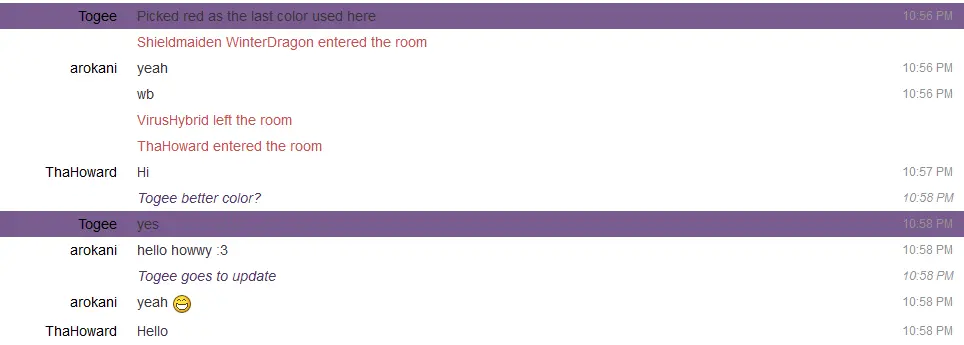 Togee Picked red as the last color used here 10:56 PM
Shieldmaiden WinterDragon entered the room
arokani yeah 10:56 PM
wb 10:56 PM
VirusHybrid left the room
ThaHoward entered the room
ThaHoward Hi 10:57 PM
Togee better color? 10:58 PM
Togee yes 10:58 PM
arokani hello howwy :3 10:58 PM
Togee goes to update 10:58 PM
arokani yeah 10:58 PM
ThaHoward Hello 10:58 PM